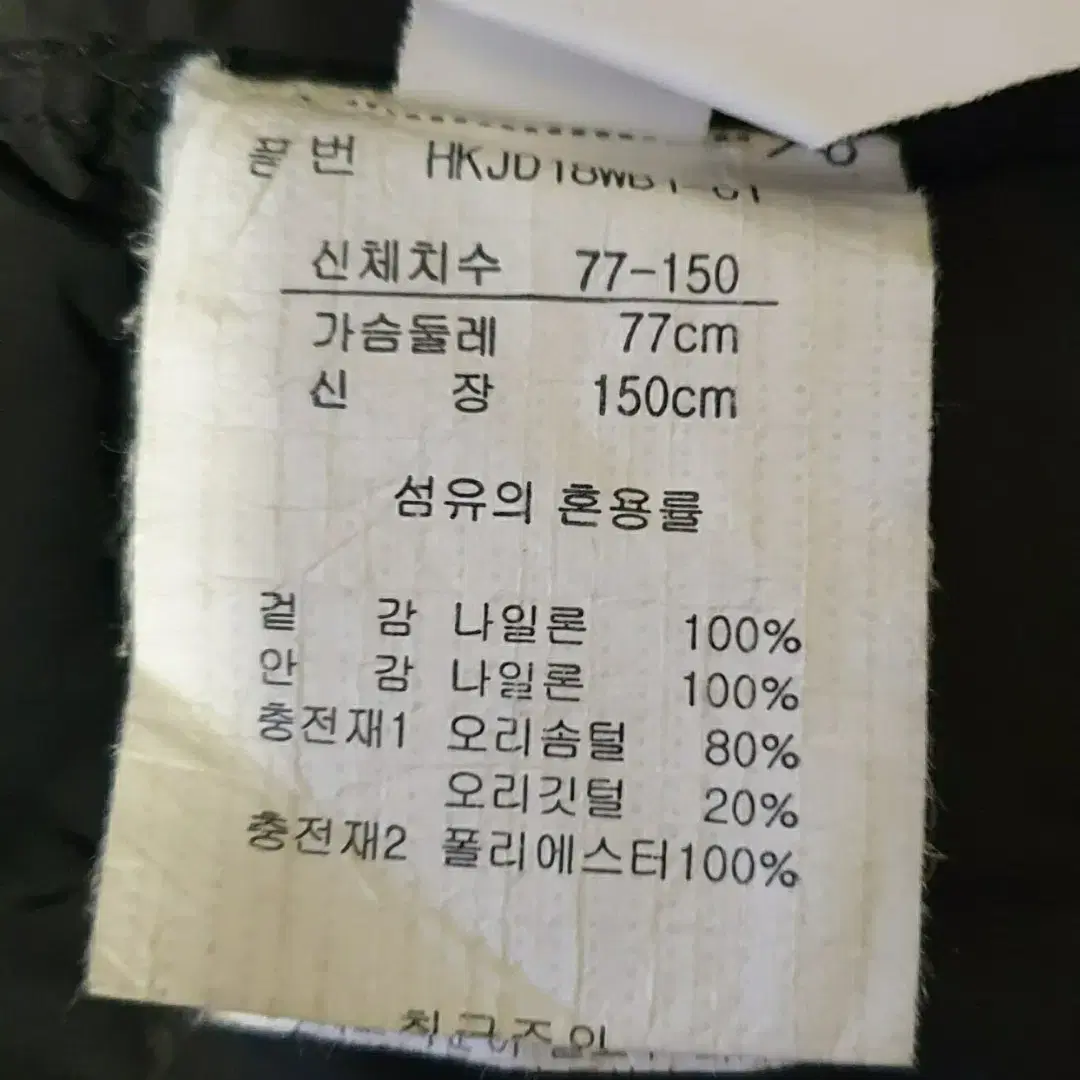 품 번 HKJD18WB1-01
신체치수 77-150
가슴둘레 77cm
신 장 150cm
섬유의 혼용률
겉 감 나일론 100%
안 감 나일론 100%
충전재1 오리솜털 80%
오리깃털 20%
충전재2 폴리에스터 100%